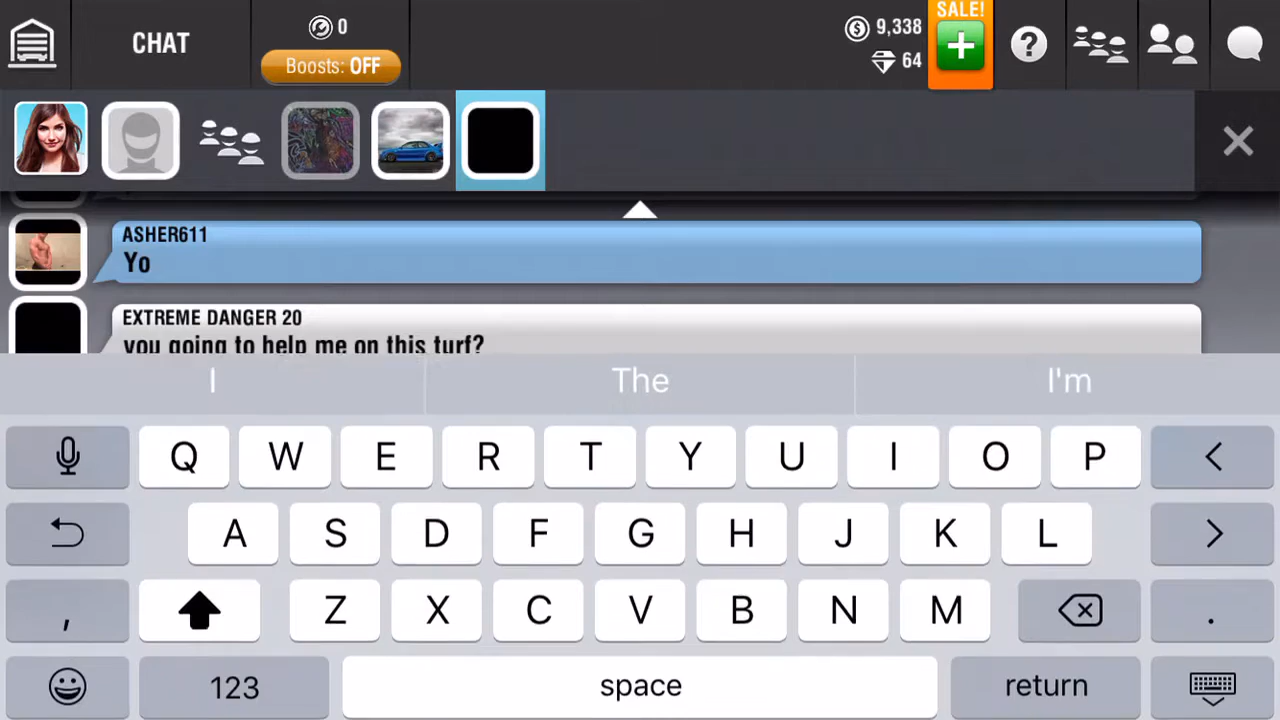 CHAT
0
Boosts: OFF
9,338
64
SALE!
?
ASHER611
Yo
EXTREME DANGER 20
you going to help me on this turf?
I The I'm
Q W E R T Y U I O P
A S D F G H J K L
, Z X C V B N M .
123 space return